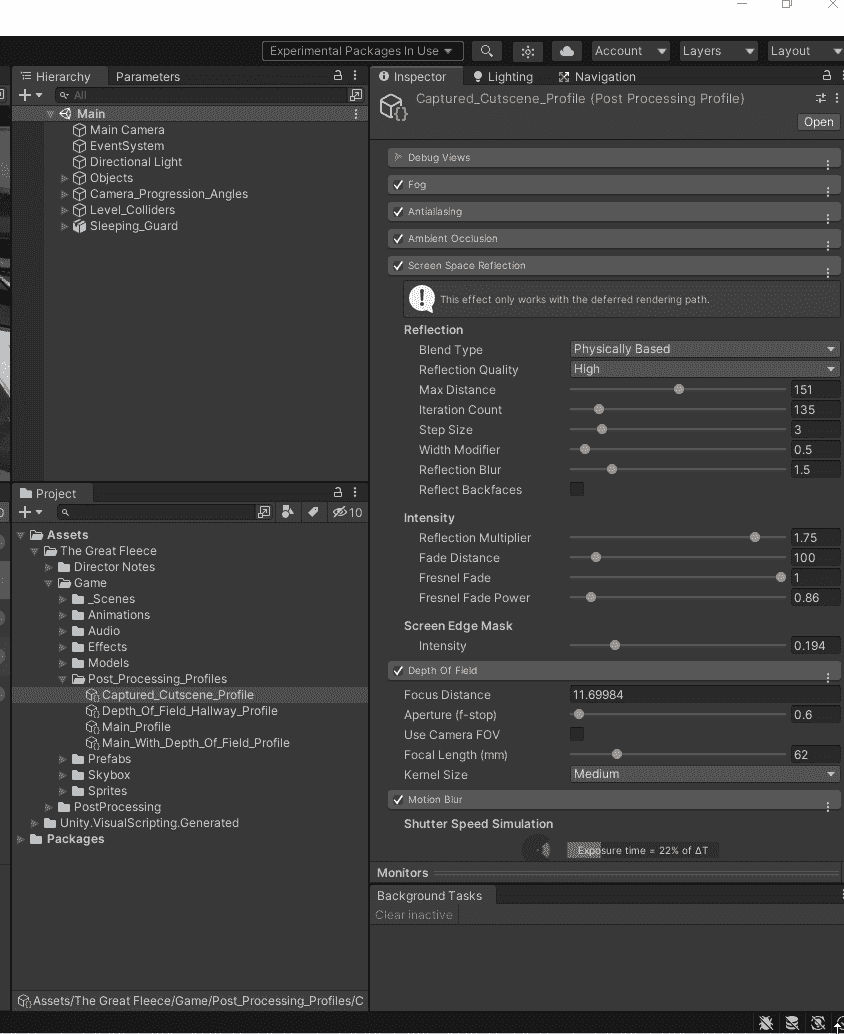 Experimental Packages In Use
Account
Layers
Layout
Hierarchy
Parameters
All
Main
Main Camera
EventSystem
Directional Light
Objects
Camera_Progression_Angles
Level_Colliders
Sleeping_Guard
Project
10
Assets
The Great Fleece
Director Notes
Game
_Scenes
Animations
Audio
Effects
Models
Post_Processing_Profiles
Captured_Cutscene_Profile
Depth_Of_Field_Hallway_Profile
Main_Profile
Main_With_Depth_Of_Field_Profile
Prefabs
Skybox
Sprites
PostProcessing
Unity.VisualScripting.Generated
Packages
Assets/The Great Fleece/Game/Post_Processing_Profiles/C
Inspector
Lighting
Navigation
Captured_Cutscene_Profile (Post Processing Profile)
Open
Debug Views
Fog
Antialiasing
Ambient Occlusion
Screen Space Reflection
This effect only works with the deferred rendering path.
Reflection
Blend Type Physically Based
Reflection Quality High
Max Distance 151
Iteration Count 135
Step Size 3
Width Modifier 0.5
Reflection Blur 1.5
Reflect Backfaces
Intensity
Reflection Multiplier 1.75
Fade Distance 100
Fresnel Fade 1
Fresnel Fade Power 0.86
Screen Edge Mask
Intensity 0.194
Depth Of Field
Focus Distance 11.69984
Aperture (f-stop) 0.6
Use Camera FOV
Focal Length (mm) 62
Kernel Size Medium
Motion Blur
Shutter Speed Simulation
Exposure time = 22% of ΔT
Monitors
Background Tasks
Clear inactive